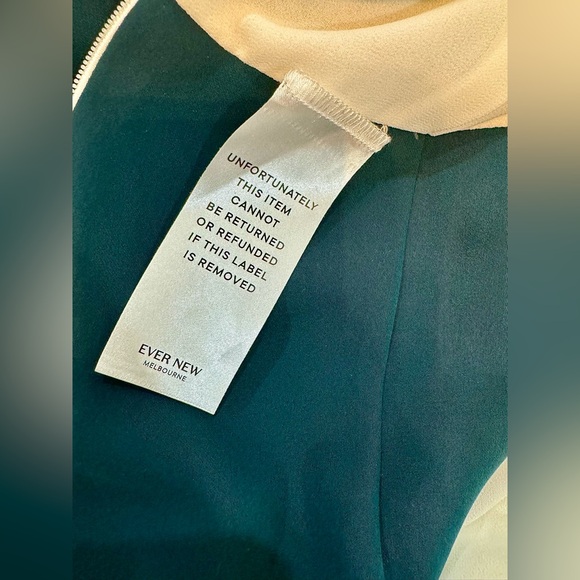 UNFORTUNATELY
THIS ITEM
CANNOT
BE RETURNED
OR REFUNDED
IF THIS LABEL
IS REMOVED
EVER NEW
MELBOURNE